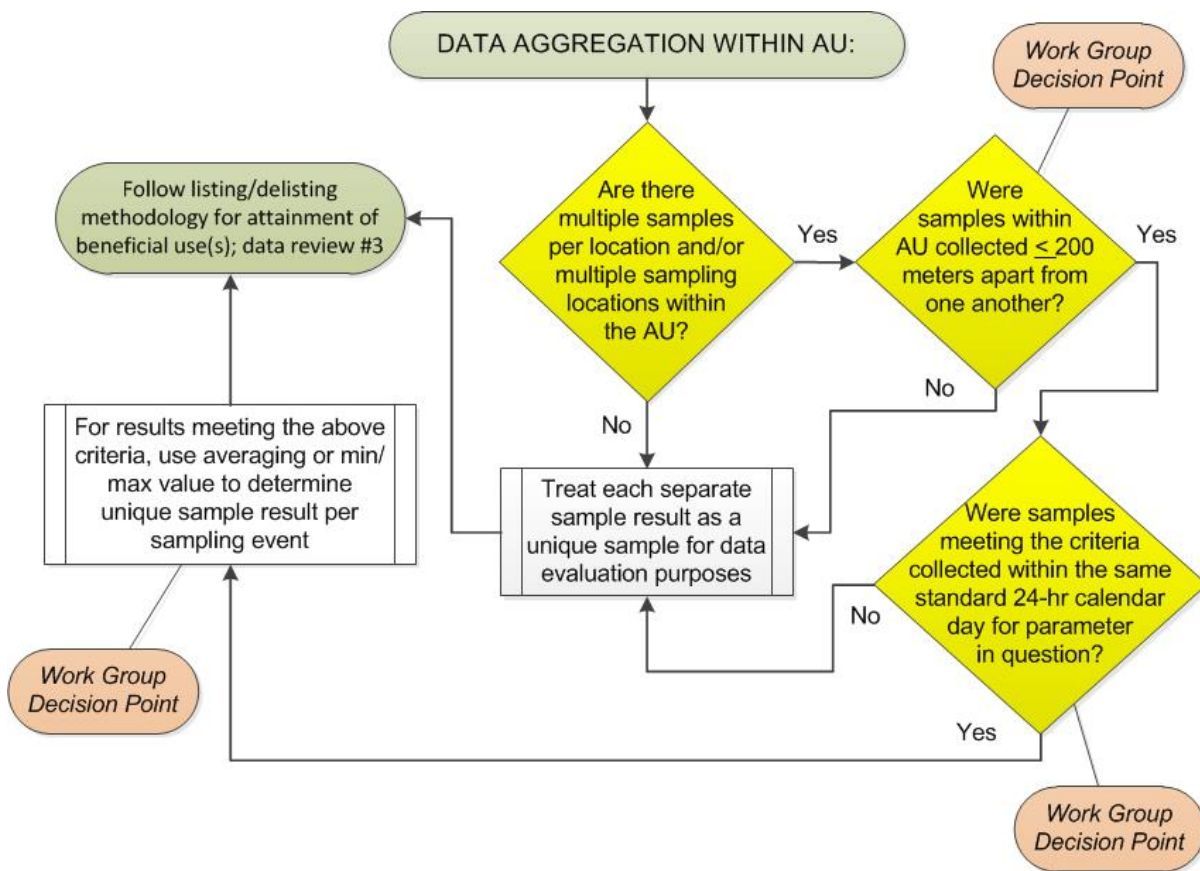 DATA AGGREGATION WITHIN AU:
Work Group
Decision Point
Are there
multiple samples
per location and/or
multiple sampling
locations within
the AU?
Yes
No
Were
samples within
AU collected < 200
meters apart from
one another?
Yes
No
Follow listing/delisting
methodology for attainment of
beneficial use(s); data review #3
For results meeting the above
criteria, use averaging or min/
max value to determine
unique sample result per
sampling event
Treat each separate
sample result as a
unique sample for data
evaluation purposes
Were samples
meeting the criteria
collected within the same
standard 24-hr calendar
day for parameter
in question?
No
Yes
Work Group
Decision Point
Work Group
Decision Point